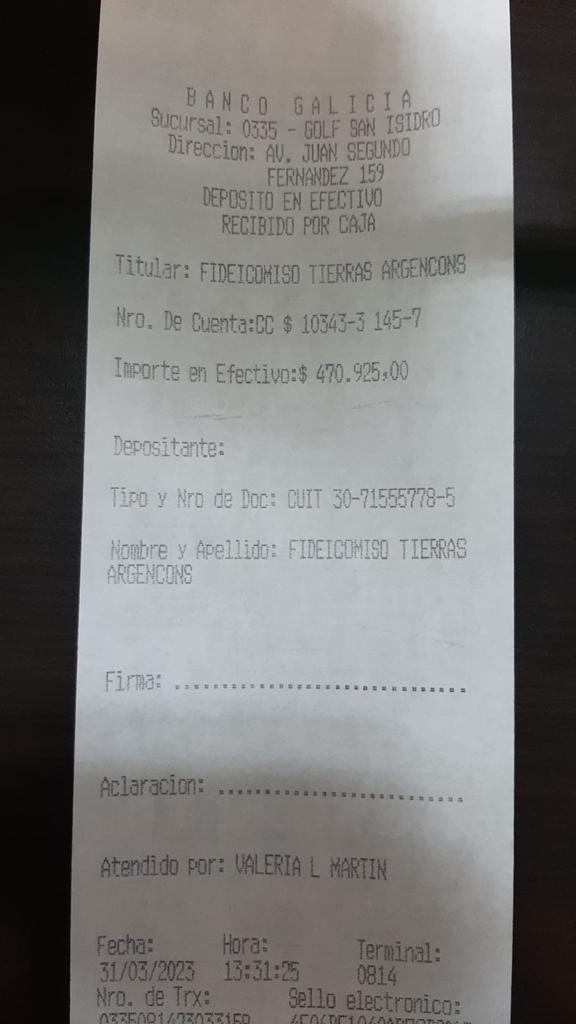 BANCO GALICIA
Sucursal: 0335 - GOLF SAN ISIDRO
Direccion: AV. JUAN SEGUNDO
FERNANDEZ 159
DEPOSITO EN EFECTIVO
RECIBIDO POR CAJA
Titular: FIDEICOMISO TIERRAS ARGENCONS
Nro. De Cuenta:CC $ 10343-3 145-7
Importe en Efectivo:$ 470.925,00
Depositante:
Tipo y Nro de Doc: CUIT 30-71555778-5
Nombre y Apellido: FIDEICOMISO TIERRAS
ARGENCONS
Firma: ................................
Aclaracion: ...........................
Atendido por: VALERIA L MARTIN
Fecha: Hora: Terminal:
31/03/2023 13:31:25 0814
Nro. de Trx: Sello electronico: